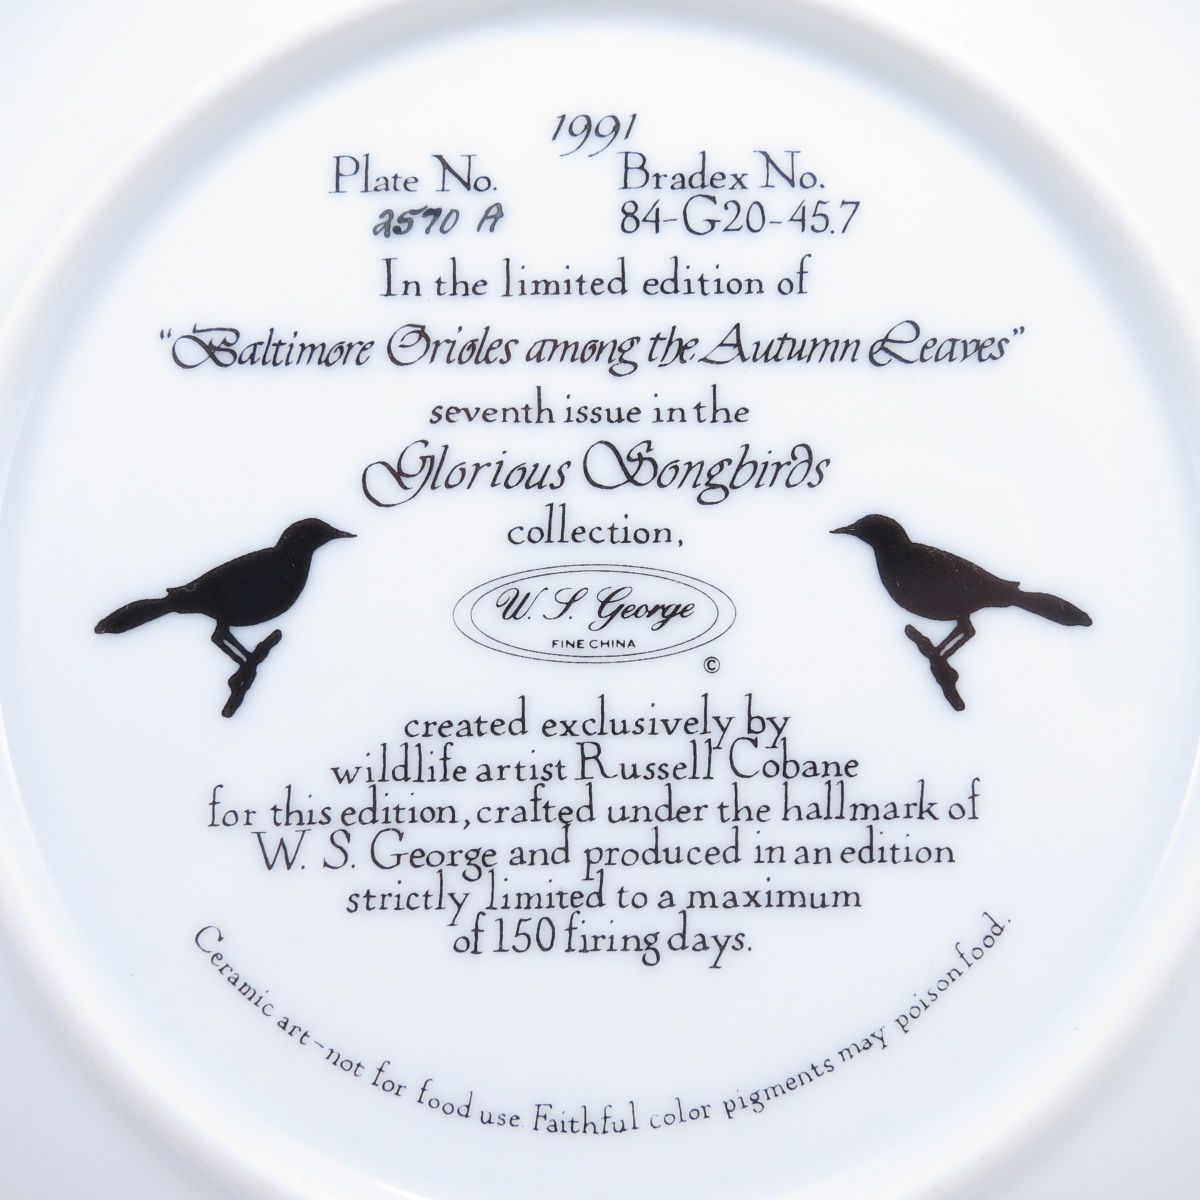 1991
Plate No. Bradex No.
2570 A 84-G20-45.7
In the limited edition of
"Baltimore Orioles among the Autumn Leaves"
seventh issue in the
Glorious Songbirds
collection,
W. S. George
FINE CHINA
©
created exclusively by
wildlife artist Russell Cobane
for this edition, crafted under the hallmark of
W. S. George and produced in an edition
strictly limited to a maximum
of 150 firing days.
Ceramic art-not for food use Faithful color pigments may poison food.